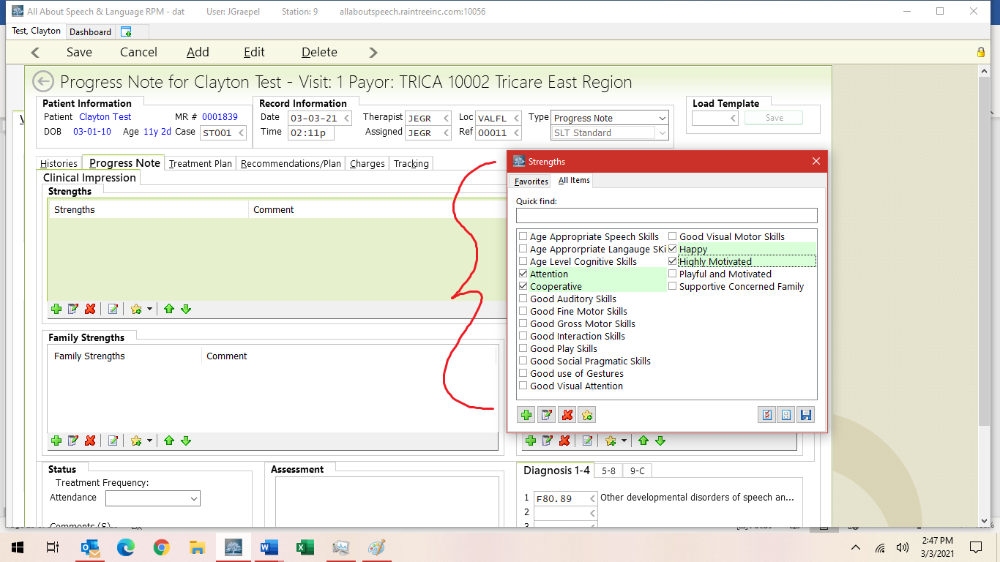 All About Speech & Language RPM - dat User: JGraepel Station: 9 allaboutspeech.raintreeinc.com:10056
Test, Clayton Dashboard
Save Cancel Add Edit Delete
Progress Note for Clayton Test - Visit: 1 Payor: TRICA 10002 Tricare East Region
Patient Information Record Information Load Template
Patient Clayton Test MR # 0001839 Date 03-03-21 Therapist JEGR Loc VALFL Type Progress Note Save
DOB 03-01-10 Age 11y 2d Case ST001 Time 02:11p Assigned JEGR Ref 00011 SLT Standard
Histories Progress Note Treatment Plan Recommendations/Plan Charges Tracking
Clinical Impression
Strengths
Strengths Comment
Family Strengths
Family Strengths Comment
Strengths
Favorites All Items
Quick find:
Age Appropriate Speech Skills
Age Approrpriate Langauge SKi
Age Level Cognitive Skills
Attention
Cooperative
Good Auditory Skills
Good Fine Motor Skills
Good Gross Motor Skills
Good Interaction Skills
Good Play Skills
Good Social Pragmatic Skills
Good use of Gestures
Good Visual Attention
Good Visual Motor Skills
Happy
Highly Motivated
Playful and Motivated
Supportive Concerned Family
Status Assessment Diagnosis 1-4 5-8 9-C
Treatment Frequency:
Attendance
1 F80.89 Other developmental disorders of speech an...
2
3
Comments (S)
2:47 PM
3/3/2021